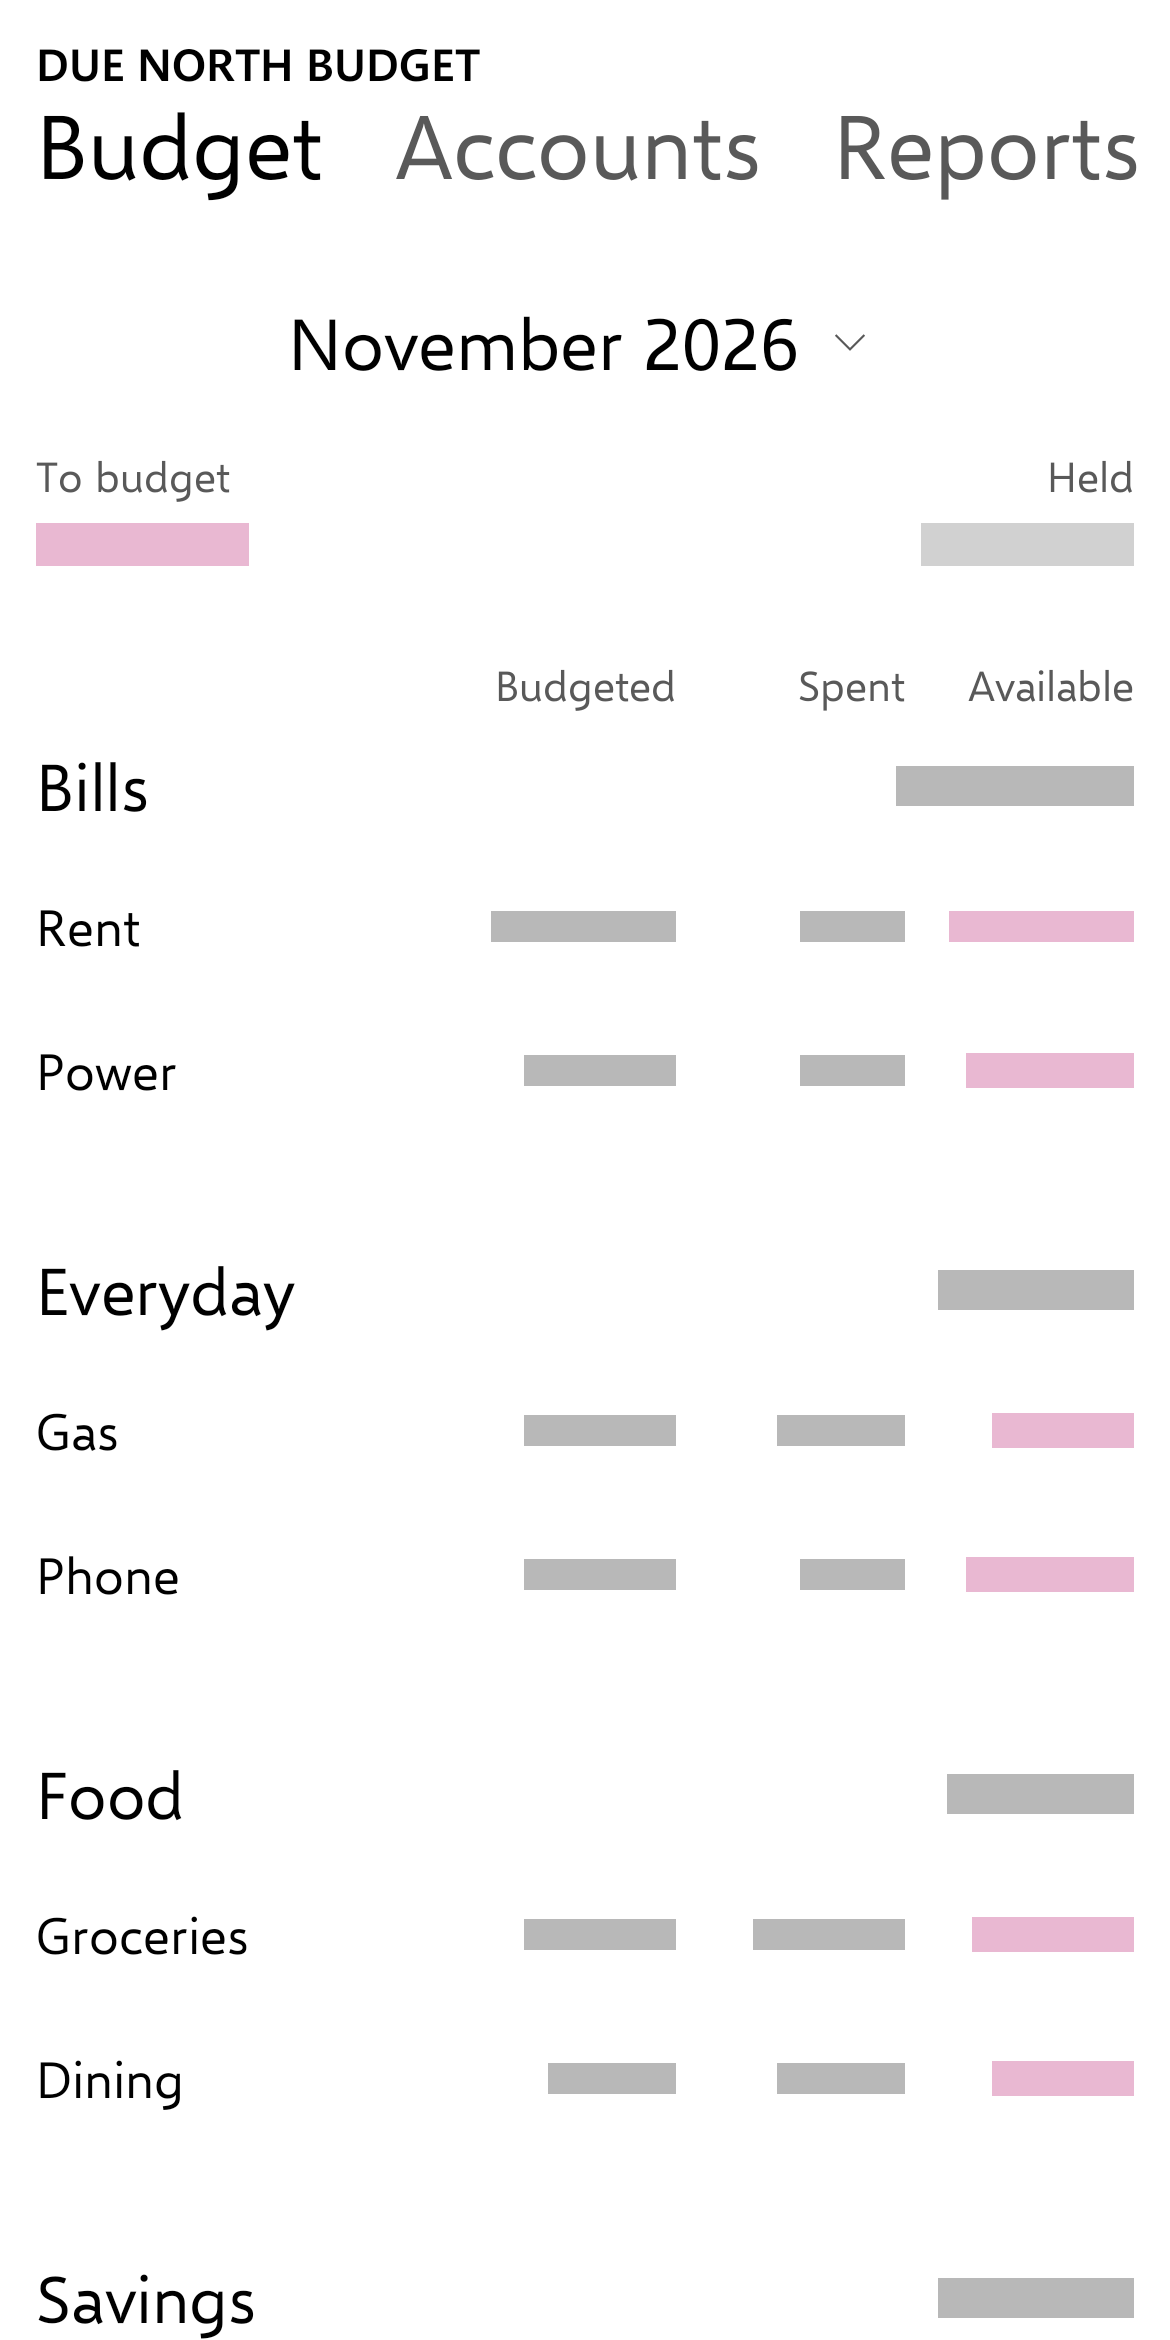 DUE NORTH BUDGET
Budget Accounts Reports
November 2026
To budget Held
Budgeted Spent Available
Bills
Rent
Power
Everyday
Gas
Phone
Food
Groceries
Dining
Savings